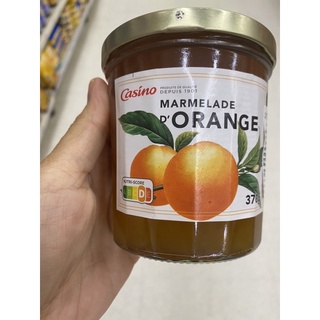 Casino
PRODUITS DE QUALITÉ
DEPUIS 1901
MARMELADE
D'ORANGE
NUTRI-SCORE
D
37